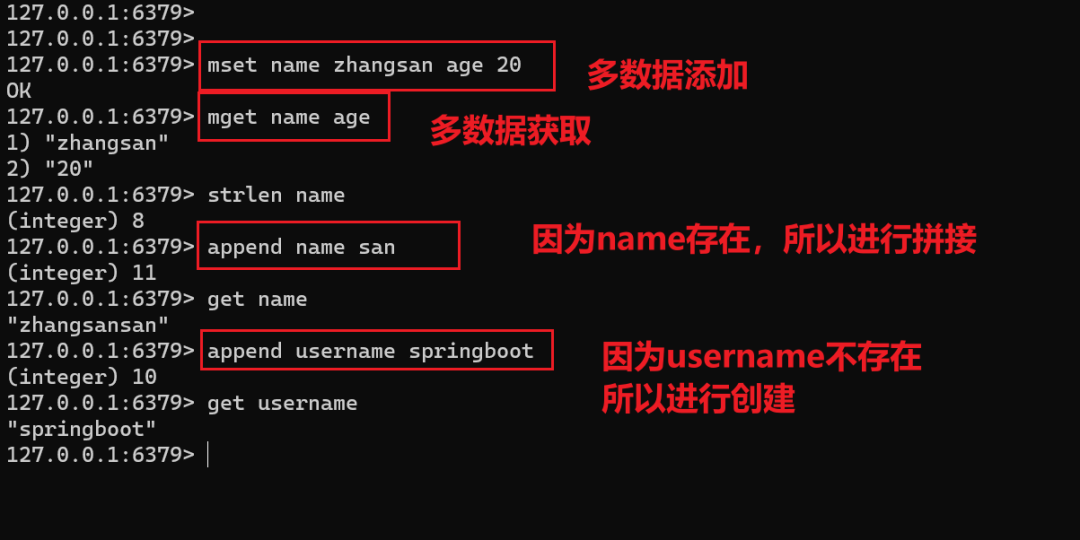 127.0.0.1:6379>
127.0.0.1:6379>
127.0.0.1:6379> mset name zhangsan age 20
多数据添加
OK
127.0.0.1:6379> mget name age
多数据获取
1) "zhangsan"
2) "20"
127.0.0.1:6379> strlen name
(integer) 8
127.0.0.1:6379> append name san
因为name存在，所以进行拼接
(integer) 11
127.0.0.1:6379> get name
"zhangsansan"
127.0.0.1:6379> append username springboot
因为username不存在
(integer) 10
所以进行创建
127.0.0.1:6379> get username
"springboot"
127.0.0.1:6379>